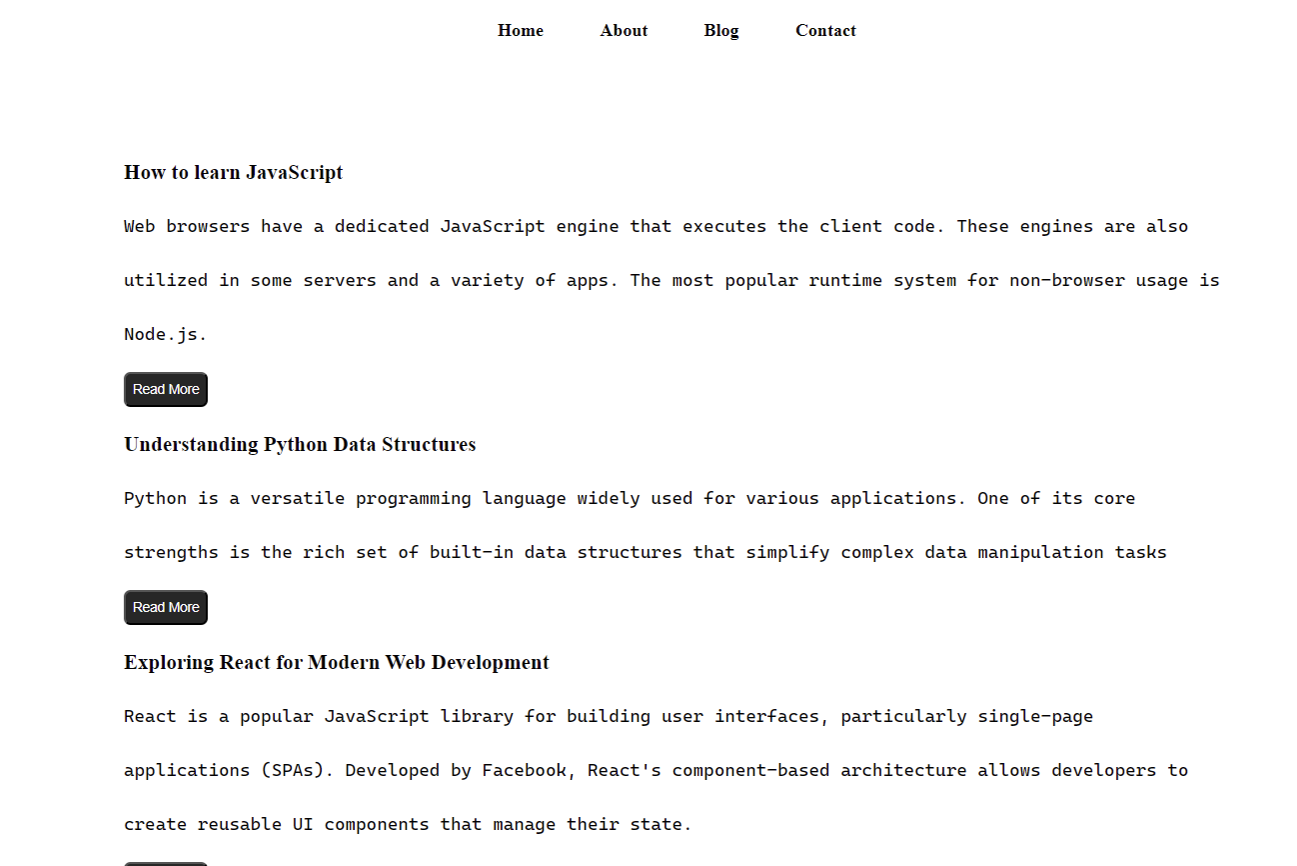 Home About Blog Contact
How to learn JavaScript
Web browsers have a dedicated JavaScript engine that executes the client code. These engines are also
utilized in some servers and a variety of apps. The most popular runtime system for non-browser usage is
Node.js.
Read More
Understanding Python Data Structures
Python is a versatile programming language widely used for various applications. One of its core
strengths is the rich set of built-in data structures that simplify complex data manipulation tasks
Read More
Exploring React for Modern Web Development
React is a popular JavaScript library for building user interfaces, particularly single-page
applications (SPAs). Developed by Facebook, React's component-based architecture allows developers to
create reusable UI components that manage their state.